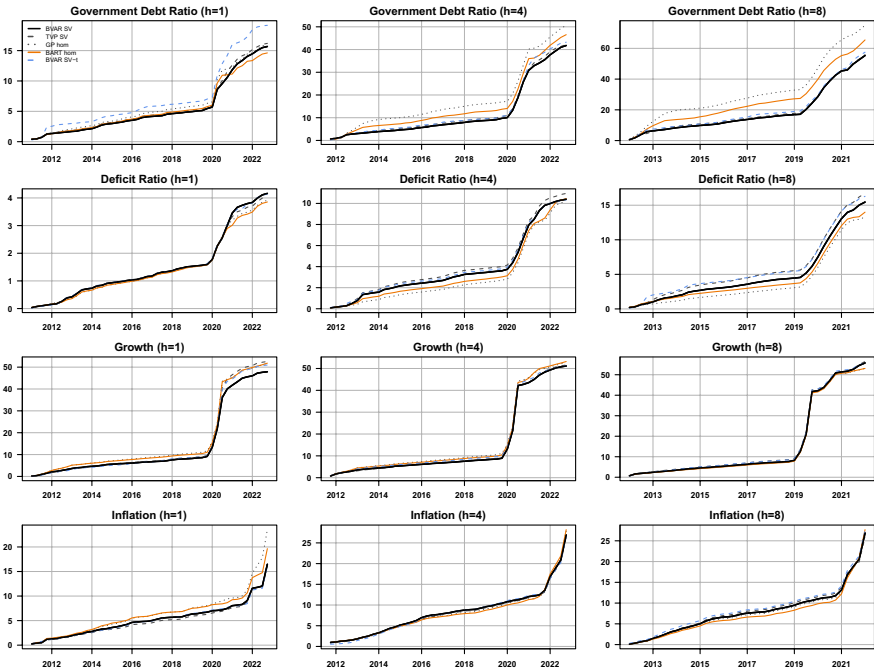 Government Debt Ratio (h=1)
15
10
5
0
BVAR SV
TVP SV
GP hom
BART hom
BVAR SV−t
2012 2014 2016 2018 2020 2022
Government Debt Ratio (h=4)
50
40
30
20
10
0
2012 2014 2016 2018 2020 2022
Government Debt Ratio (h=8)
60
40
20
0
2013 2015 2017 2019 2021
Deficit Ratio (h=1)
4
3
2
1
0
2012 2014 2016 2018 2020 2022
Deficit Ratio (h=4)
10
8
6
4
2
0
2012 2014 2016 2018 2020 2022
Deficit Ratio (h=8)
15
10
5
0
2013 2015 2017 2019 2021
Growth (h=1)
50
40
30
20
10
0
2012 2014 2016 2018 2020 2022
Growth (h=4)
50
40
30
20
10
0
2012 2014 2016 2018 2020 2022
Growth (h=8)
50
40
30
20
10
0
2013 2015 2017 2019 2021
Inflation (h=1)
20
15
10
5
0
2012 2014 2016 2018 2020 2022
Inflation (h=4)
25
20
15
10
5
0
2012 2014 2016 2018 2020 2022
Inflation (h=8)
25
20
15
10
5
0
2013 2015 2017 2019 2021